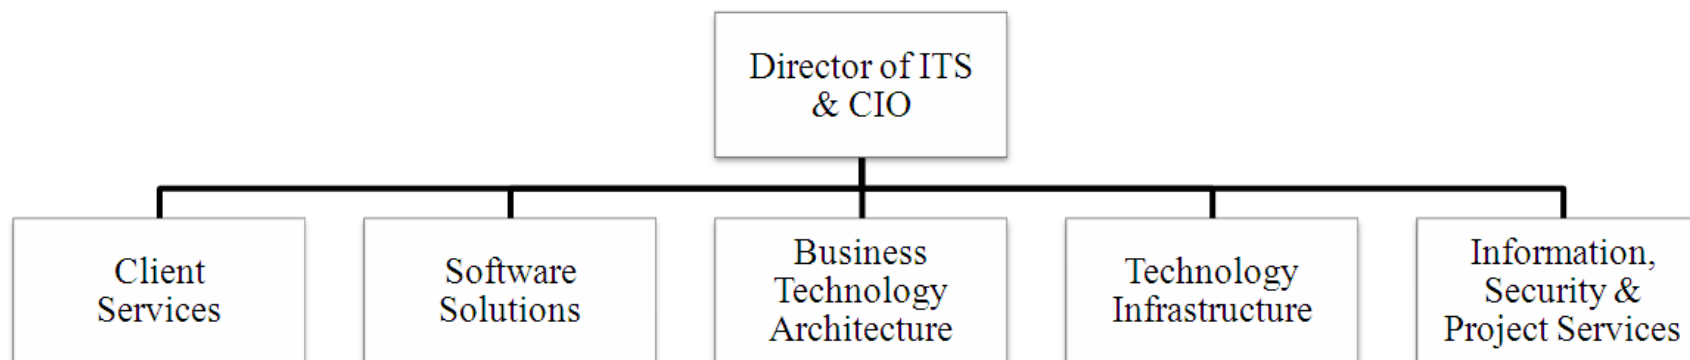 Director of ITS
& CIO
Client
Services
Software
Solutions
Business
Technology
Architecture
Technology
Infrastructure
Information,
Security &
Project Services